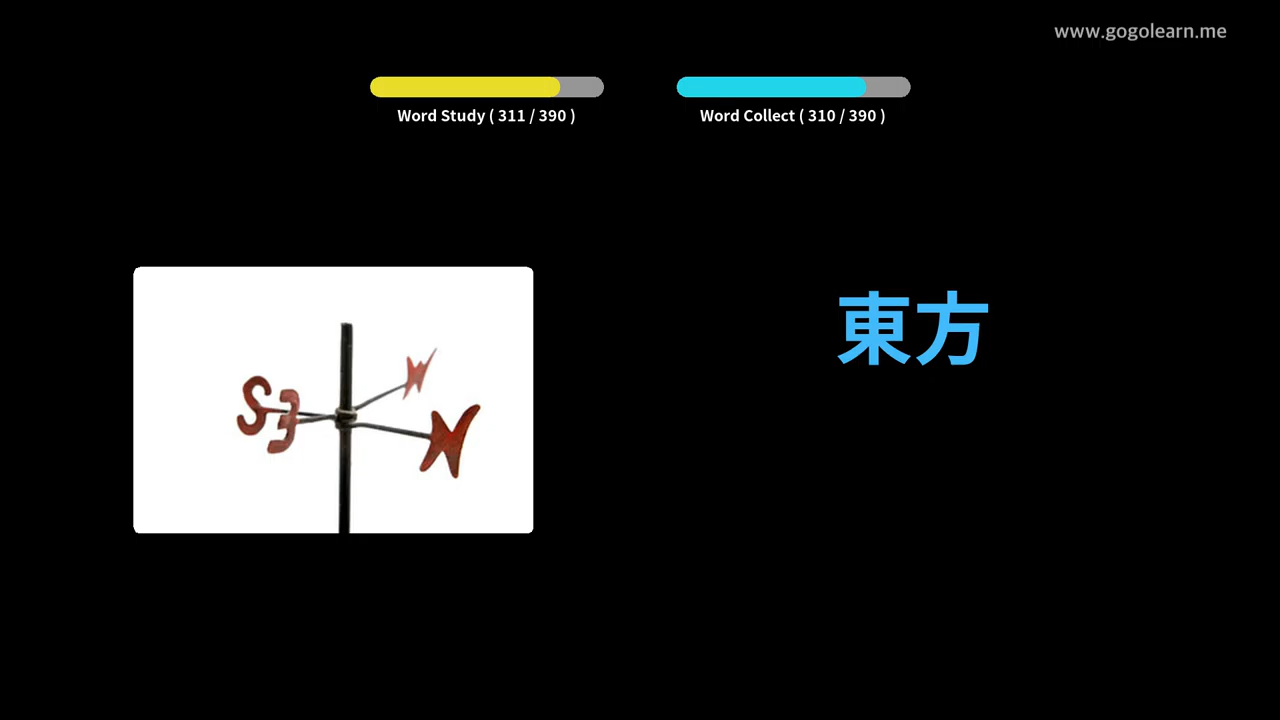 www.gogolearn.me
Word Study ( 311 / 390 )
Word Collect ( 310 / 390 )
東方
S
E
N